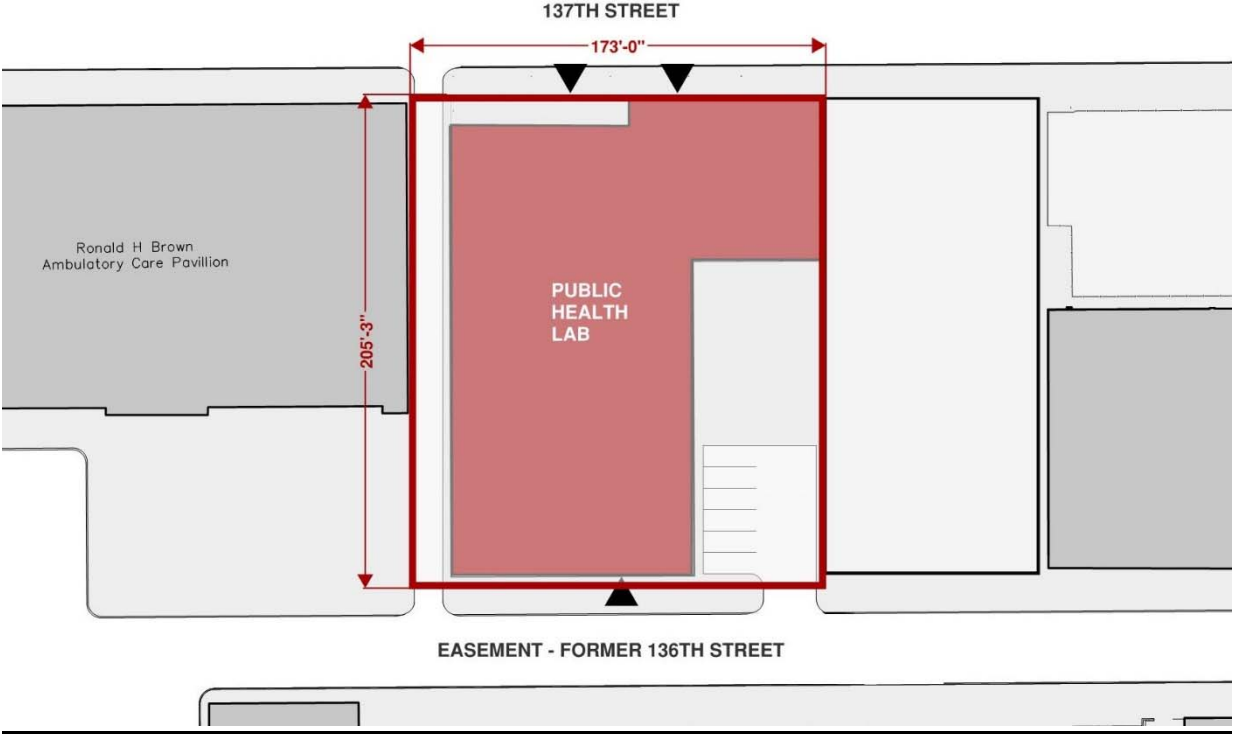 137TH STREET
173'-0"
Ronald H Brown
Ambulatory Care Pavillion
PUBLIC
HEALTH
LAB
205'-3"
EASEMENT - FORMER 136TH STREET